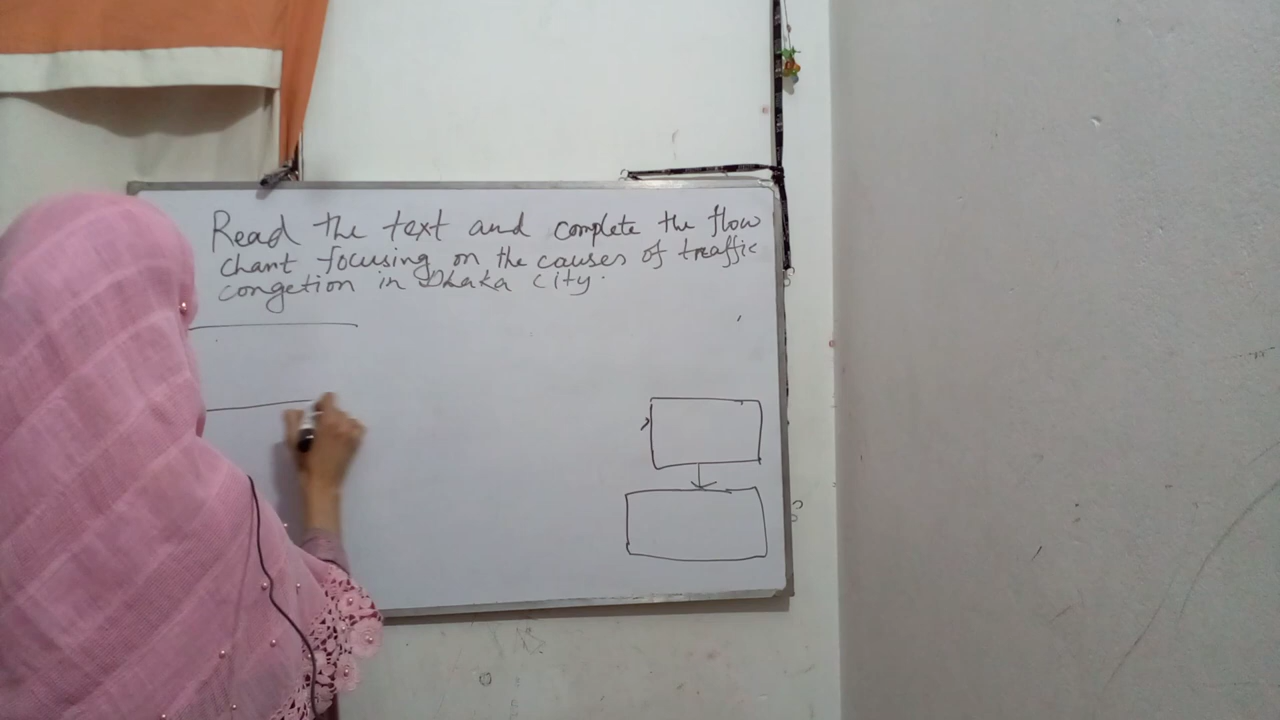 Read the text and complete the flow
chart focusing on the causes of traffic
congetion in Dhaka City.